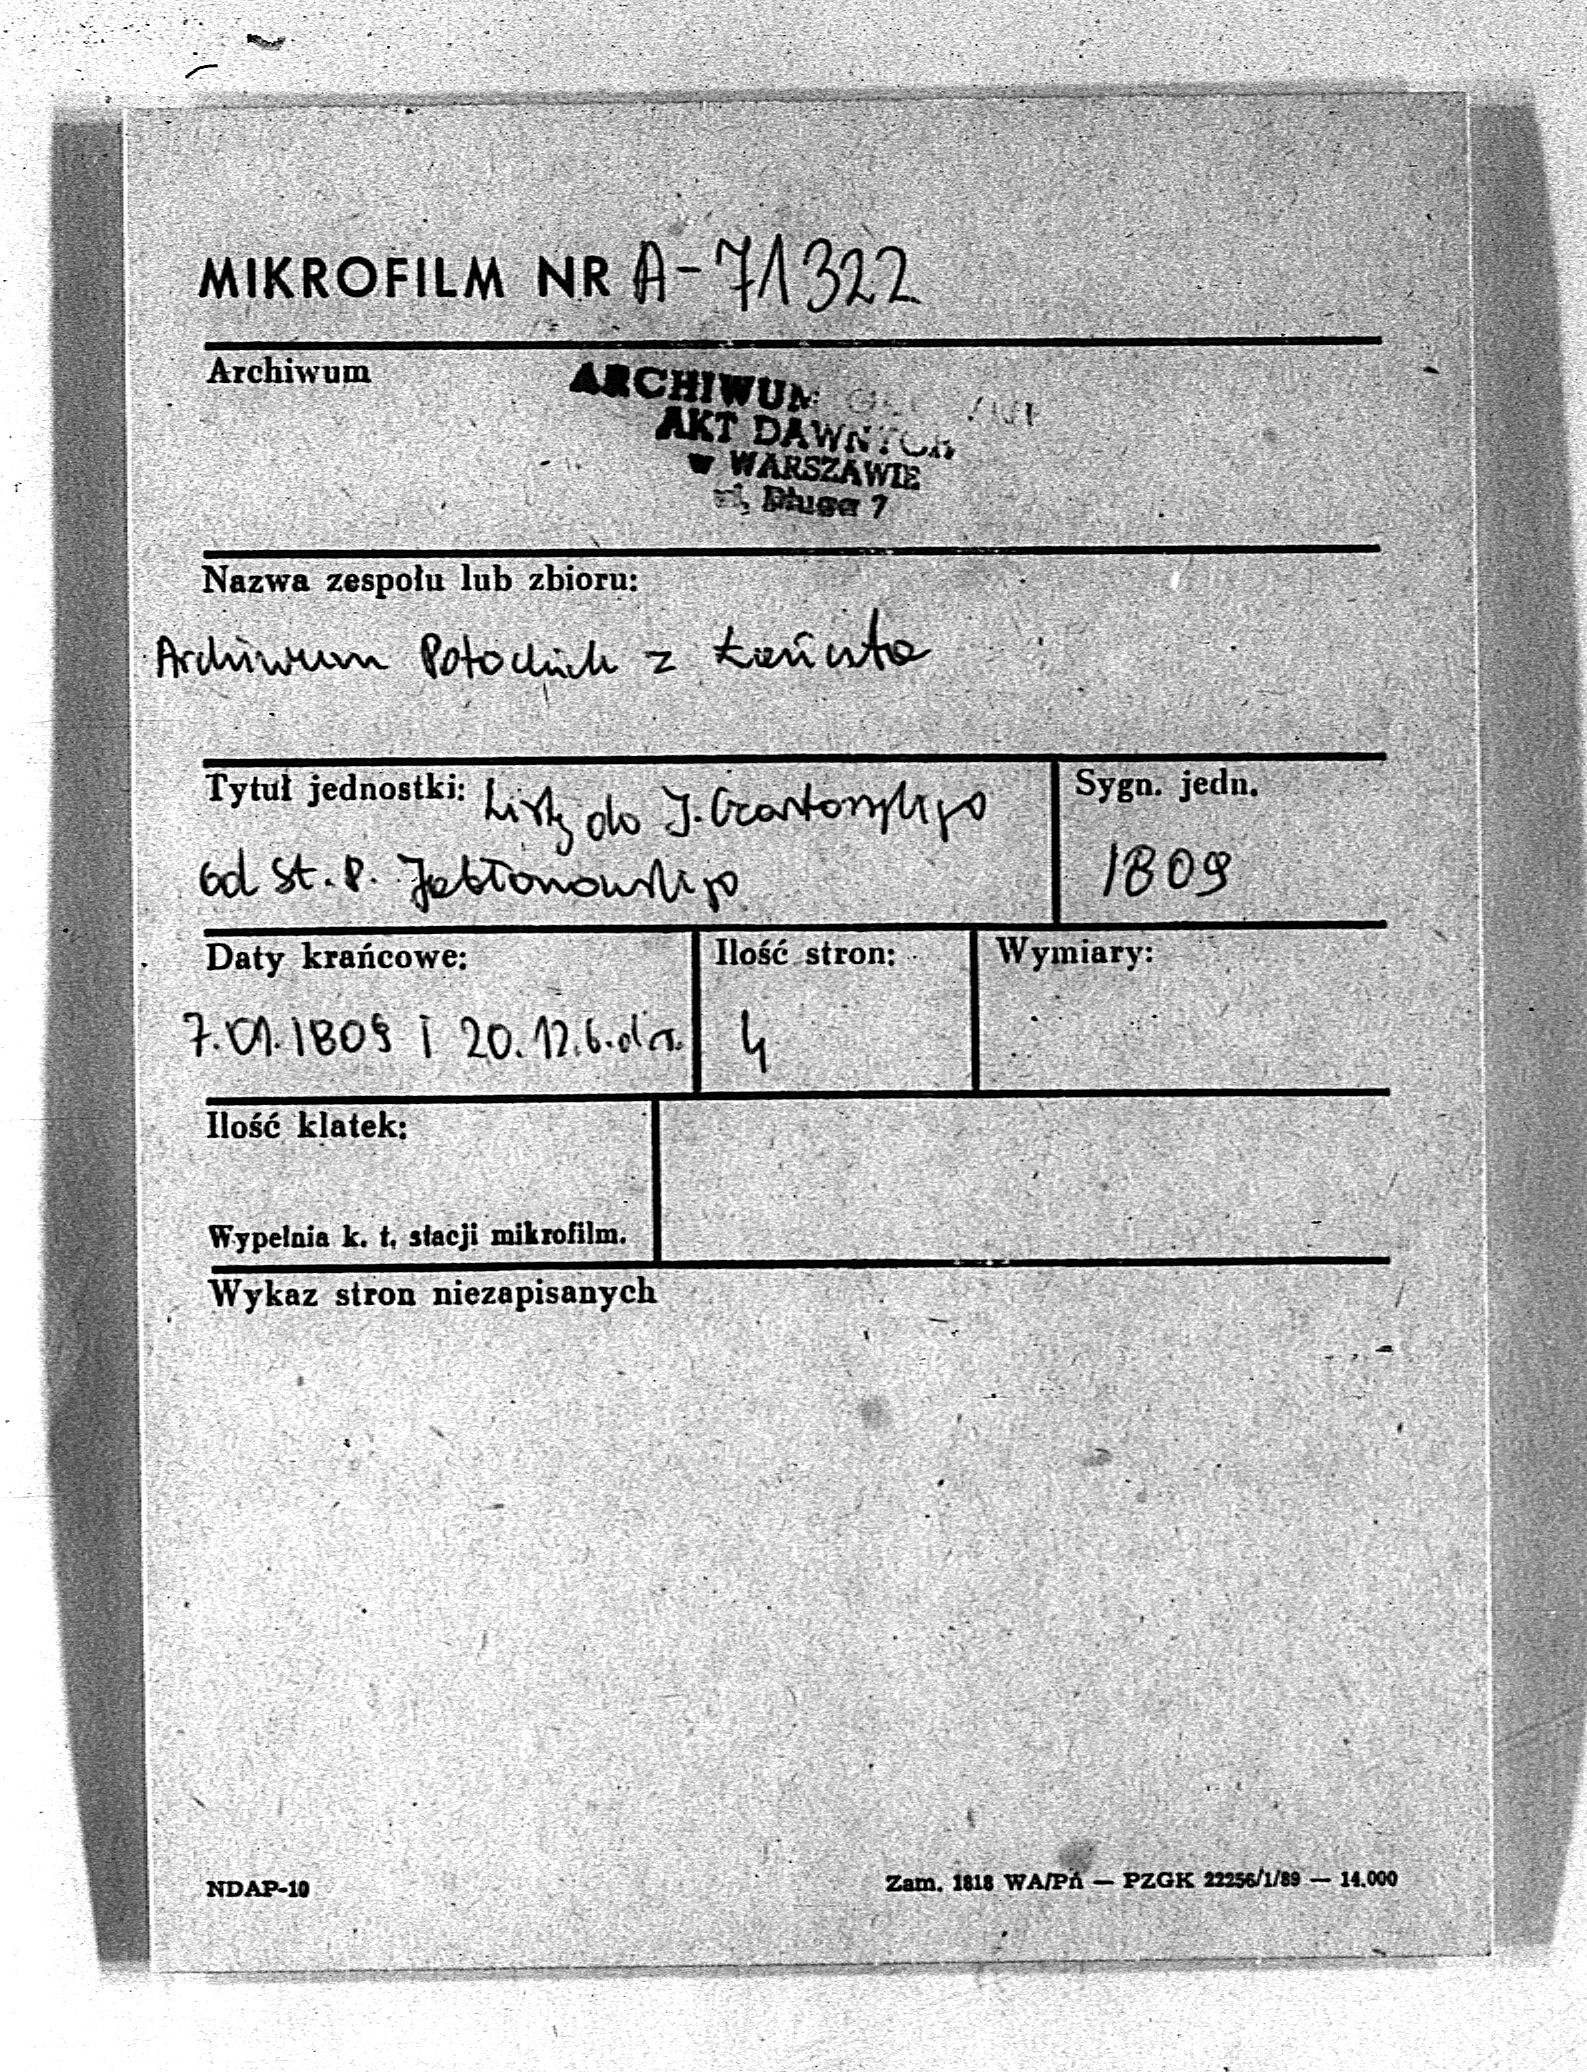 MIKROFILM NR A-71322
Archiwum
ARCHIWUM
AKT DAWNYCH
w WARSZAWIE
ul. Długa 7
Nazwa zespołu lub zbioru:
Archiwum Potockich z Łańcuta
Tytuł jednostki: Listy do J. Czartoryskiego
od St. P. Jabłonowskiego
Sygn. jedn.
1809
Daty krańcowe:
7.01.1809 i 20.12.b.d.r.
Ilość stron:
4
Wymiary:
Ilość klatek:
Wypełnia k. t. stacji mikrofilm.
Wykaz stron niezapisanych
NDAP-10
Zam. 1818 WA/Pń — PZGK 22256/1/89 — 14.000